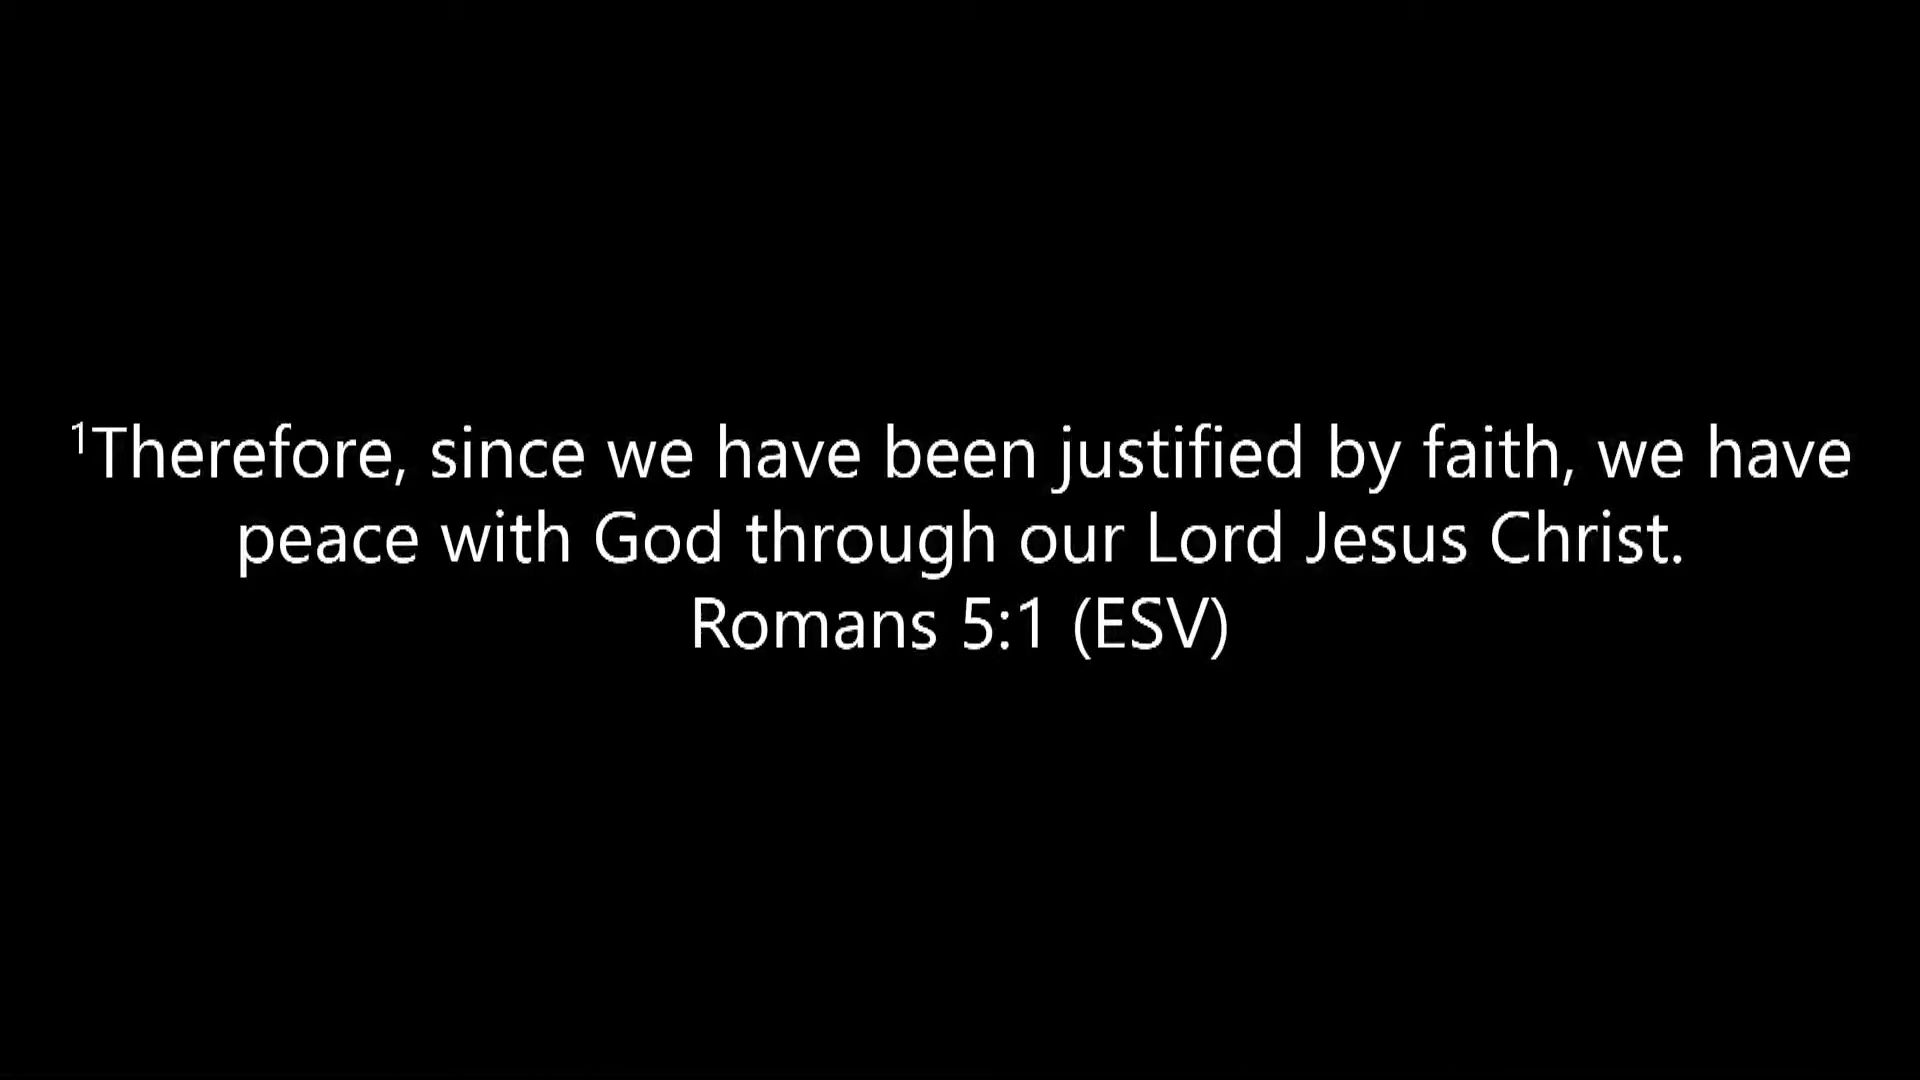 ¹Therefore, since we have been justified by faith, we have
peace with God through our Lord Jesus Christ.
Romans 5:1 (ESV)